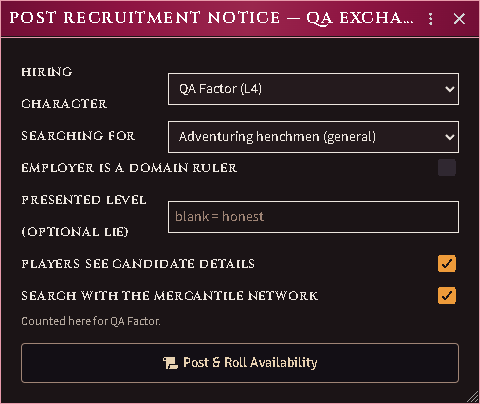 POST RECRUITMENT NOTICE — QA EXCHA...
HIRING
CHARACTER
QA Factor (L4)
SEARCHING FOR
Adventuring henchmen (general)
EMPLOYER IS A DOMAIN RULER
PRESENTED LEVEL
(OPTIONAL LIE)
blank = honest
PLAYERS SEE CANDIDATE DETAILS
SEARCH WITH THE MERCANTILE NETWORK
Counted here for QA Factor.
Post & Roll Availability